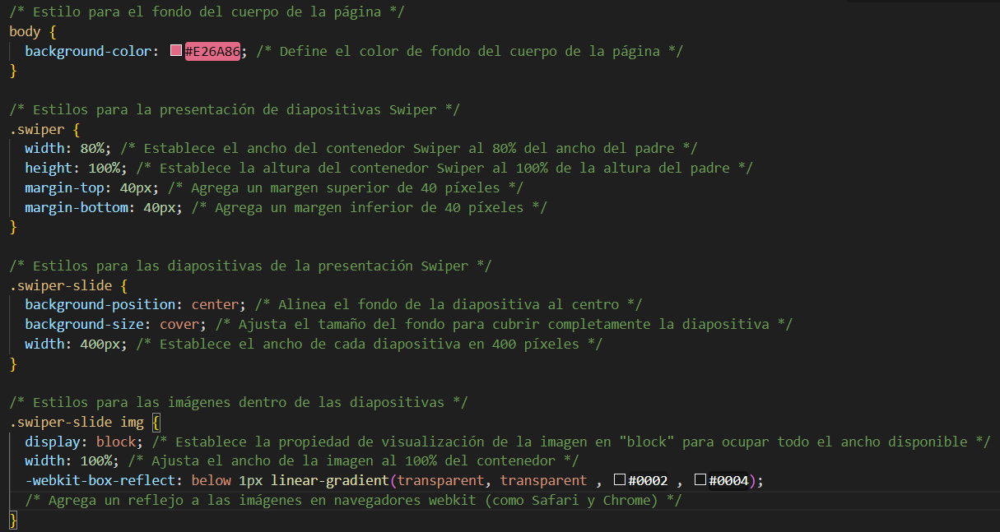 /* Estilo para el fondo del cuerpo de la página */
body {
background-color: #E26A86; /* Define el color de fondo del cuerpo de la página */
}
/* Estilos para la presentación de diapositivas Swiper */
.swiper {
width: 80%; /* Establece el ancho del contenedor Swiper al 80% del ancho del padre */
height: 100%; /* Establece la altura del contenedor Swiper al 100% de la altura del padre */
margin-top: 40px; /* Agrega un margen superior de 40 píxeles */
margin-bottom: 40px; /* Agrega un margen inferior de 40 píxeles */
}
/* Estilos para las diapositivas de la presentación Swiper */
.swiper-slide {
background-position: center; /* Alinea el fondo de la diapositiva al centro */
background-size: cover; /* Ajusta el tamaño del fondo para cubrir completamente la diapositiva */
width: 400px; /* Establece el ancho de cada diapositiva en 400 píxeles */
}
/* Estilos para las imágenes dentro de las diapositivas */
.swiper-slide img {
display: block; /* Establece la propiedad de visualización de la imagen en "block" para ocupar todo el ancho disponible */
width: 100%; /* Ajusta el ancho de la imagen al 100% del contenedor */
-webkit-box-reflect: below 1px linear-gradient(transparent, transparent , #0002 , #0004);
/* Agrega un reflejo a las imágenes en navegadores webkit (como Safari y Chrome) */
}